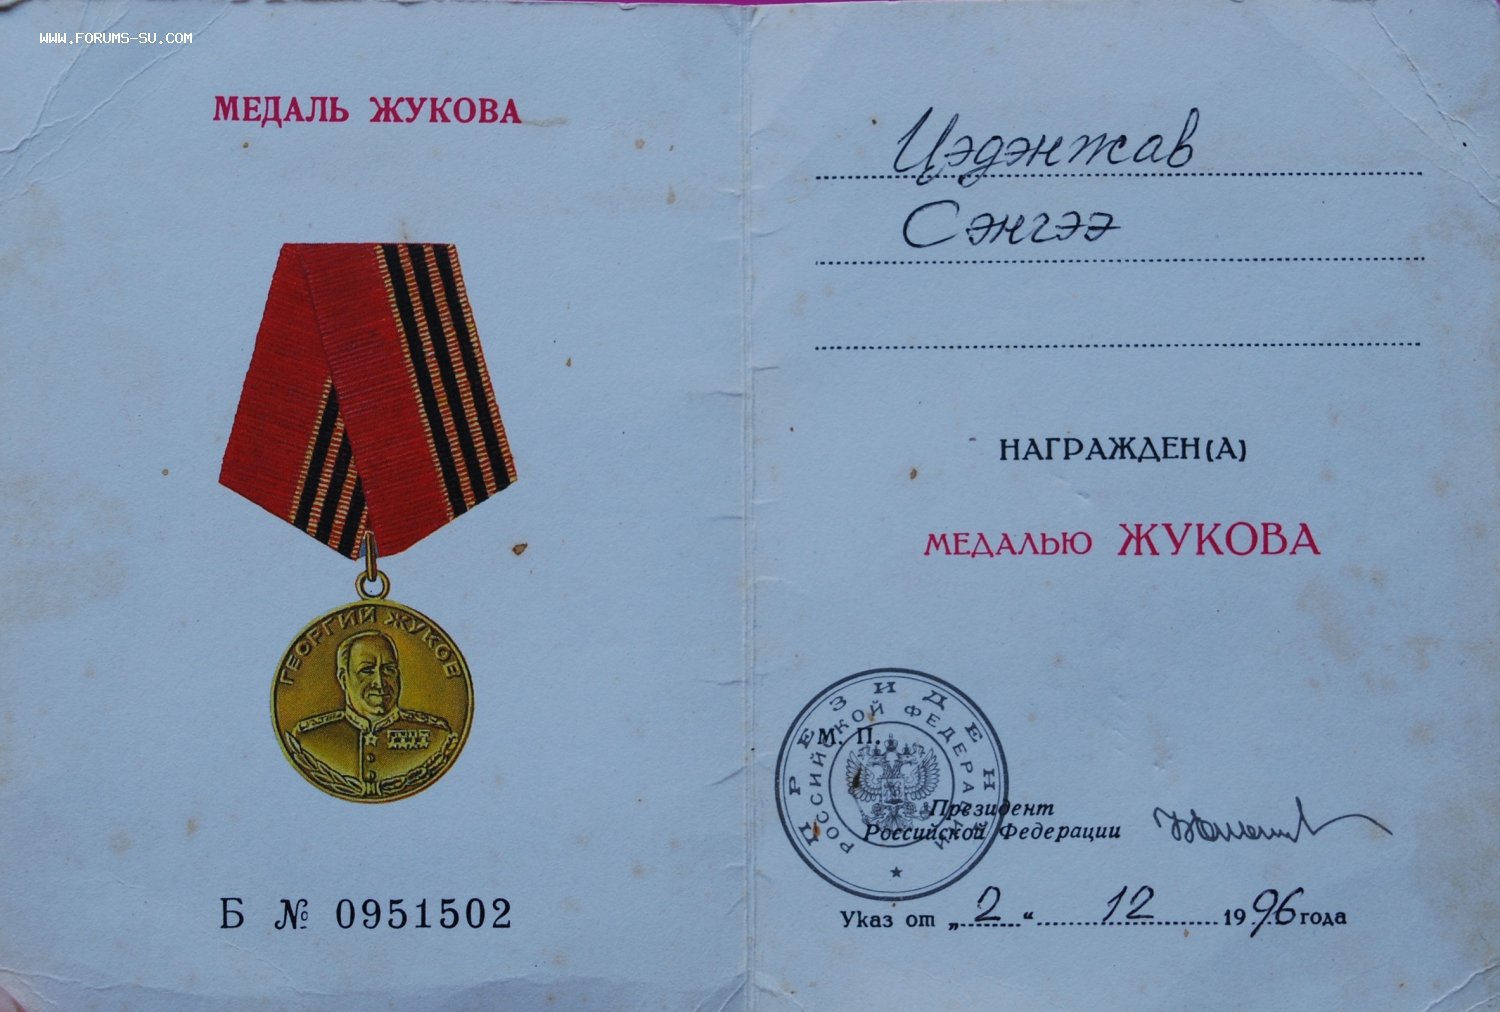 WWW.FORUMS-SU.COM
МЕДАЛЬ ЖУКОВА
ГЕОРГИЙ ЖУКОВ
Б № 0951502
Цэдэнжав
Сэнгээ
НАГРАЖДЕН(А)
МЕДАЛЬЮ ЖУКОВА
ПРЕЗИДЕНТ
РОССИЙСКОЙ ФЕДЕРАЦИИ
М. П.
Президент
Российской Федерации
Указ от „2“ 12 1996 года